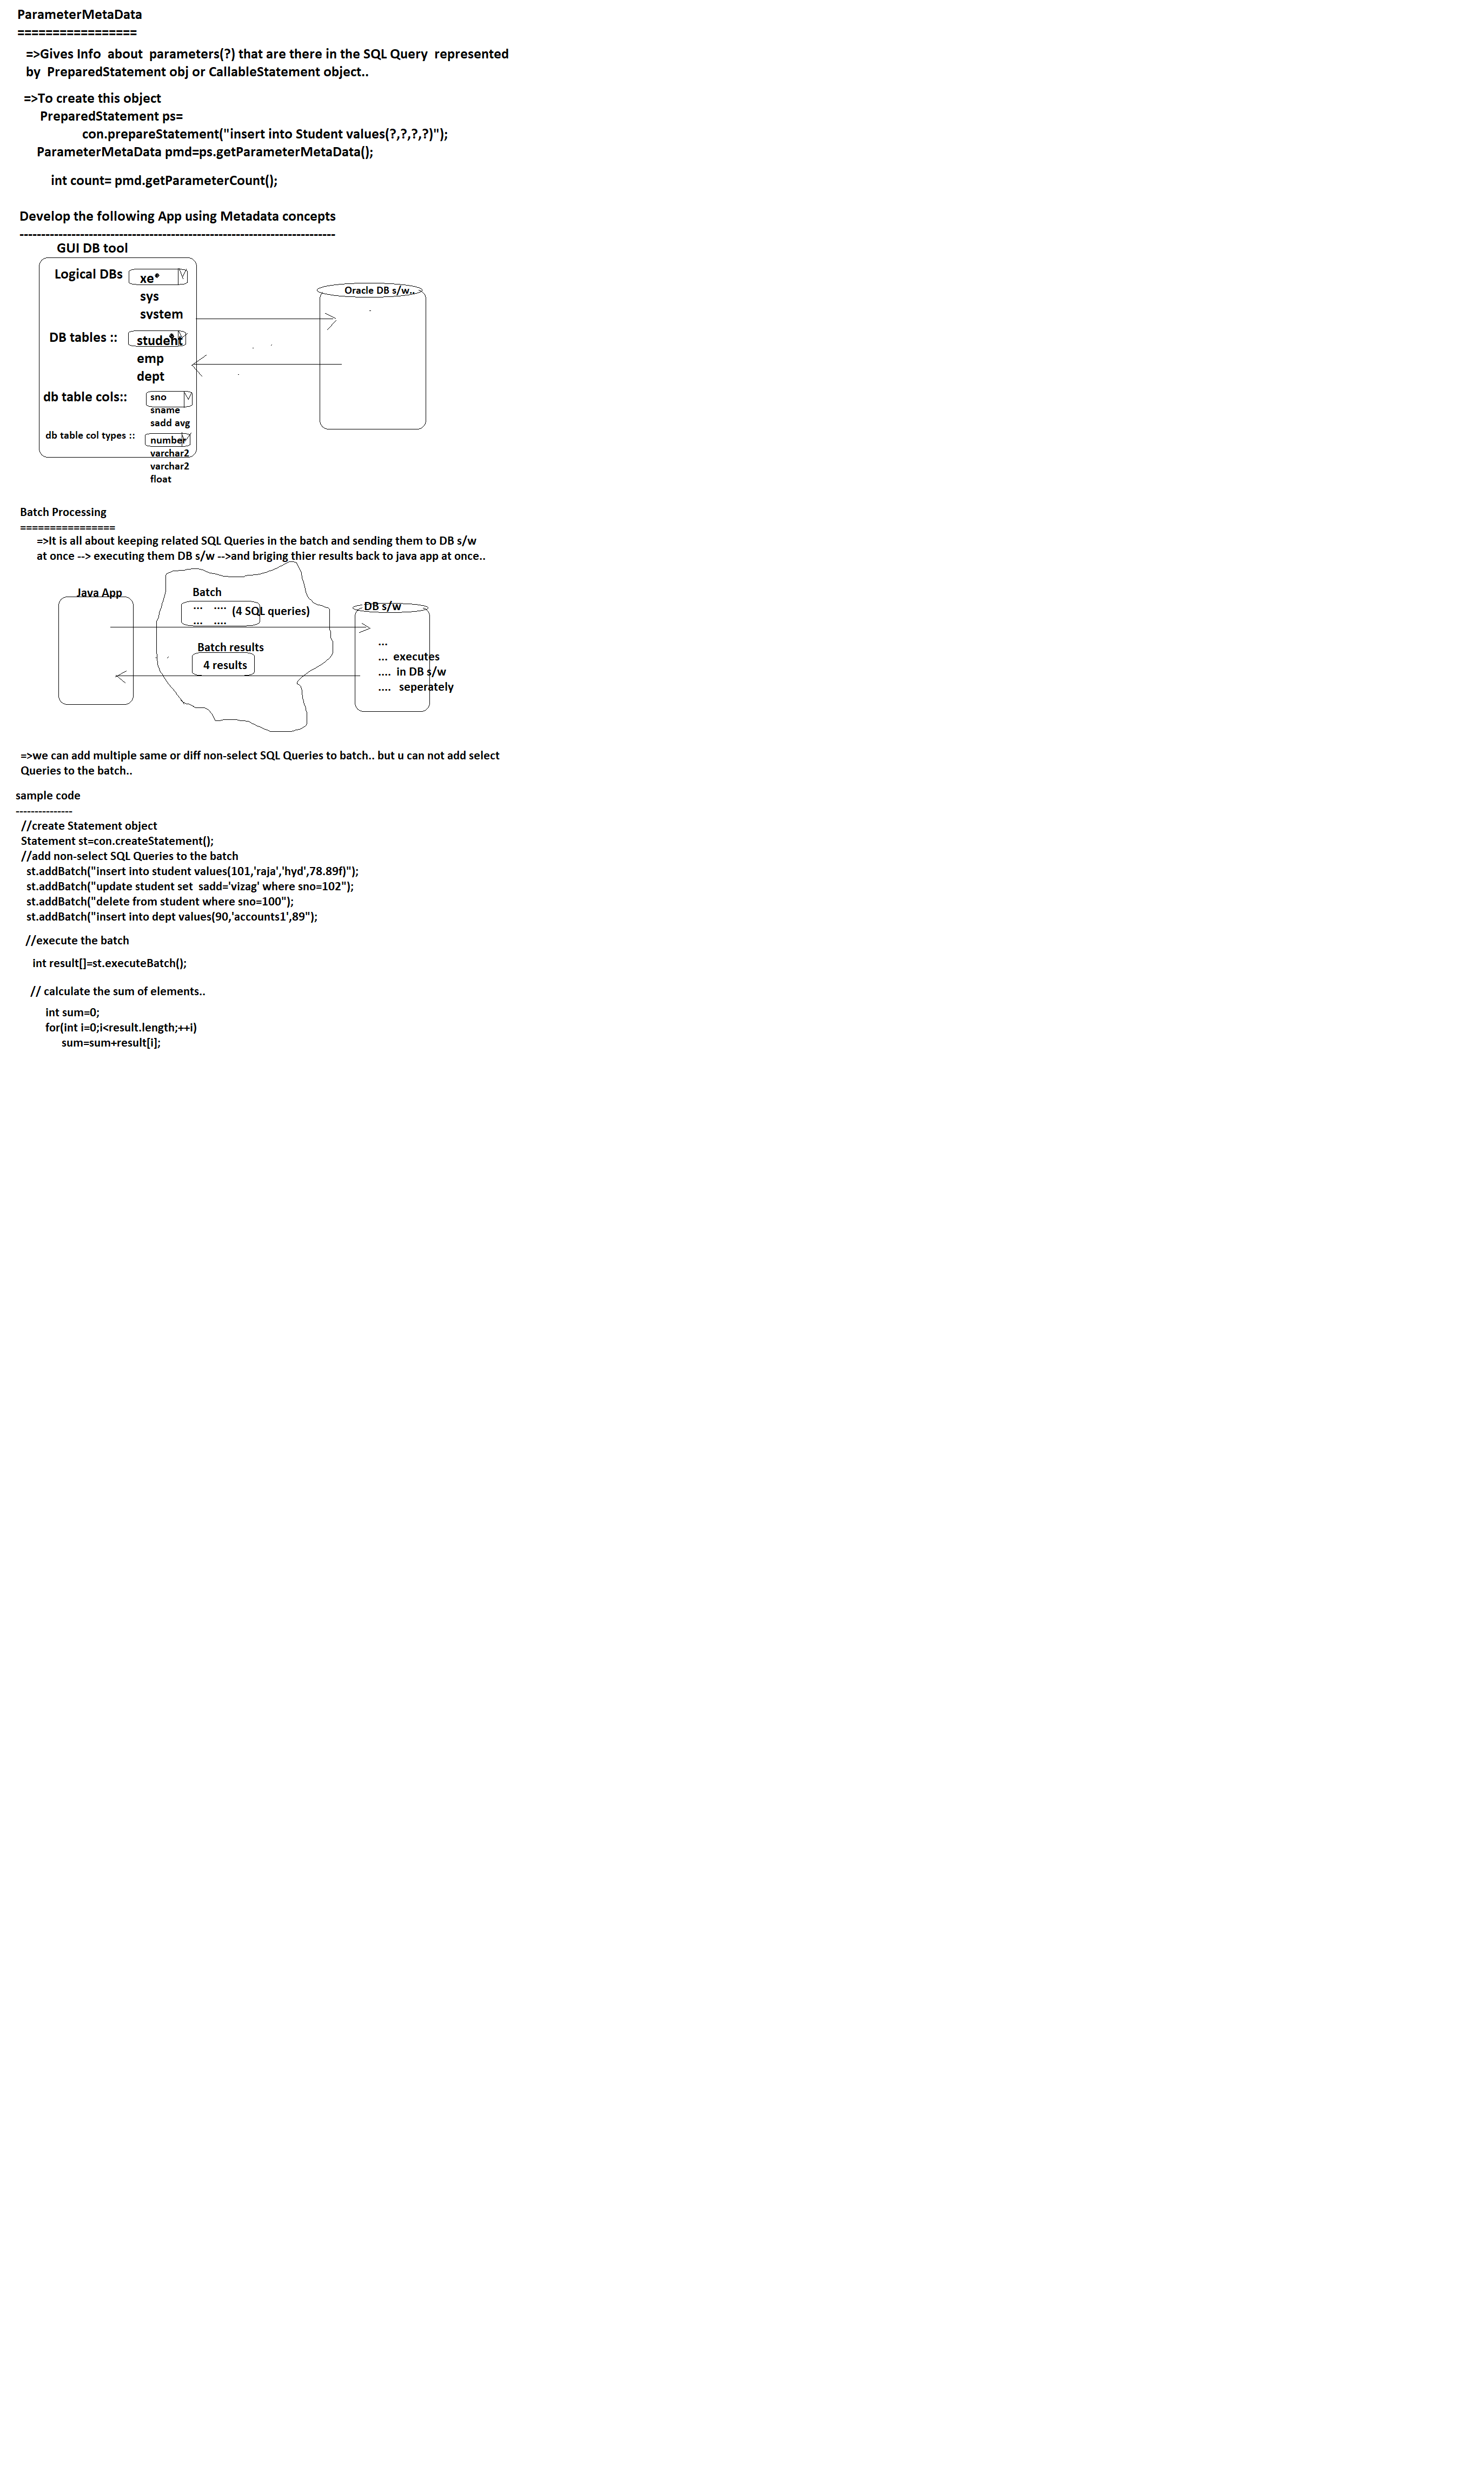 ParameterMetaData
=================
=>Gives Info  about  parameters(?) that are there in the SQL Query  represented
by  PreparedStatement obj or CallableStatement object..
=>To create this object
PreparedStatement ps=
con.prepareStatement("insert into Student values(?,?,?,?)");
ParameterMetaData pmd=ps.getParameterMetaData();
int count= pmd.getParameterCount();
Develop the following App using Metadata concepts
-------------------------------------------------------------------------
GUI DB tool
Logical DBs
xe
sys
system
Oracle DB s/w..
DB tables ::
student
emp
dept
db table cols::
sno
sname
sadd avg
db table col types ::
number
varchar2
varchar2
float
Batch Processing
================
=>It is all about keeping related SQL Queries in the batch and sending them to DB s/w
at once --> executing them DB s/w -->and briging thier results back to java app at once..
Java App
Batch
... .... (4 SQL queries)
... ....
DB s/w
Batch results
4 results
...
... executes
.... in DB s/w
.... seperately
=>we can add multiple same or diff non-select SQL Queries to batch.. but u can not add select
Queries to the batch..
sample code
---------------
//create Statement object
Statement st=con.createStatement();
//add non-select SQL Queries to the batch
st.addBatch("insert into student values(101,'raja','hyd',78.89f)");
st.addBatch("update student set  sadd='vizag' where sno=102");
st.addBatch("delete from student where sno=100");
st.addBatch("insert into dept values(90,'accounts1',89");
//execute the batch
int result[]=st.executeBatch();
// calculate the sum of elements..
int sum=0;
for(int i=0;i<result.length;++i)
sum=sum+result[i];